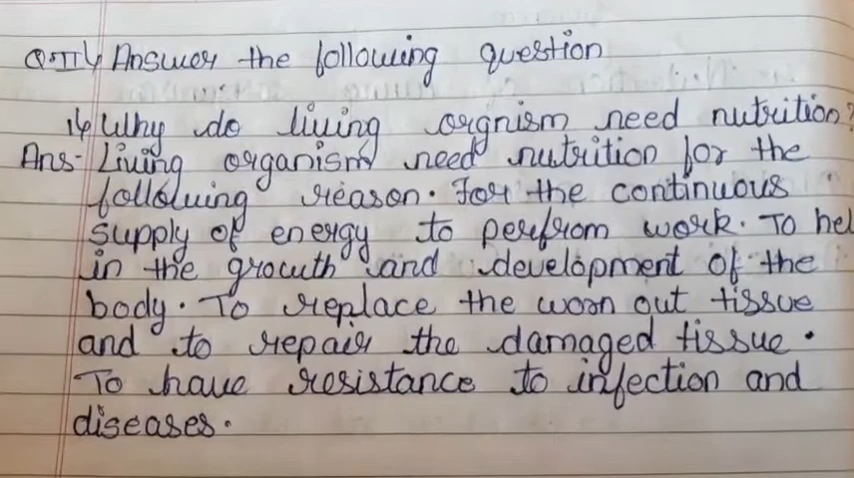 Q.II) Answer the following question
1) Why do living orgnism need nutrition?
Ans- Living organism need nutrition for the
following reason. For the continuous
supply of energy to perfrom work. To hel
in the growth and development of the
body. To replace the worn out tissue
and to repair the damaged tissue.
To have resistance to infection and
diseases.